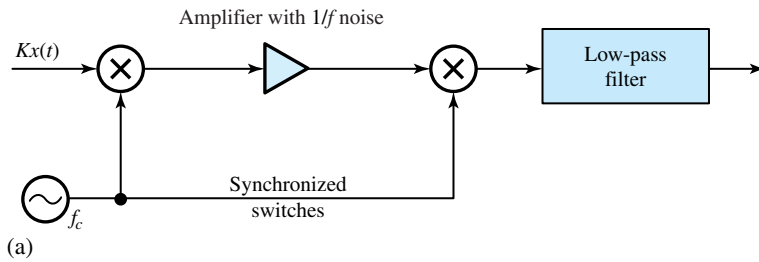 Amplifier with 1/f noise
Kx(t)
Low-pass
filter
Synchronized
switches
f_c
(a)